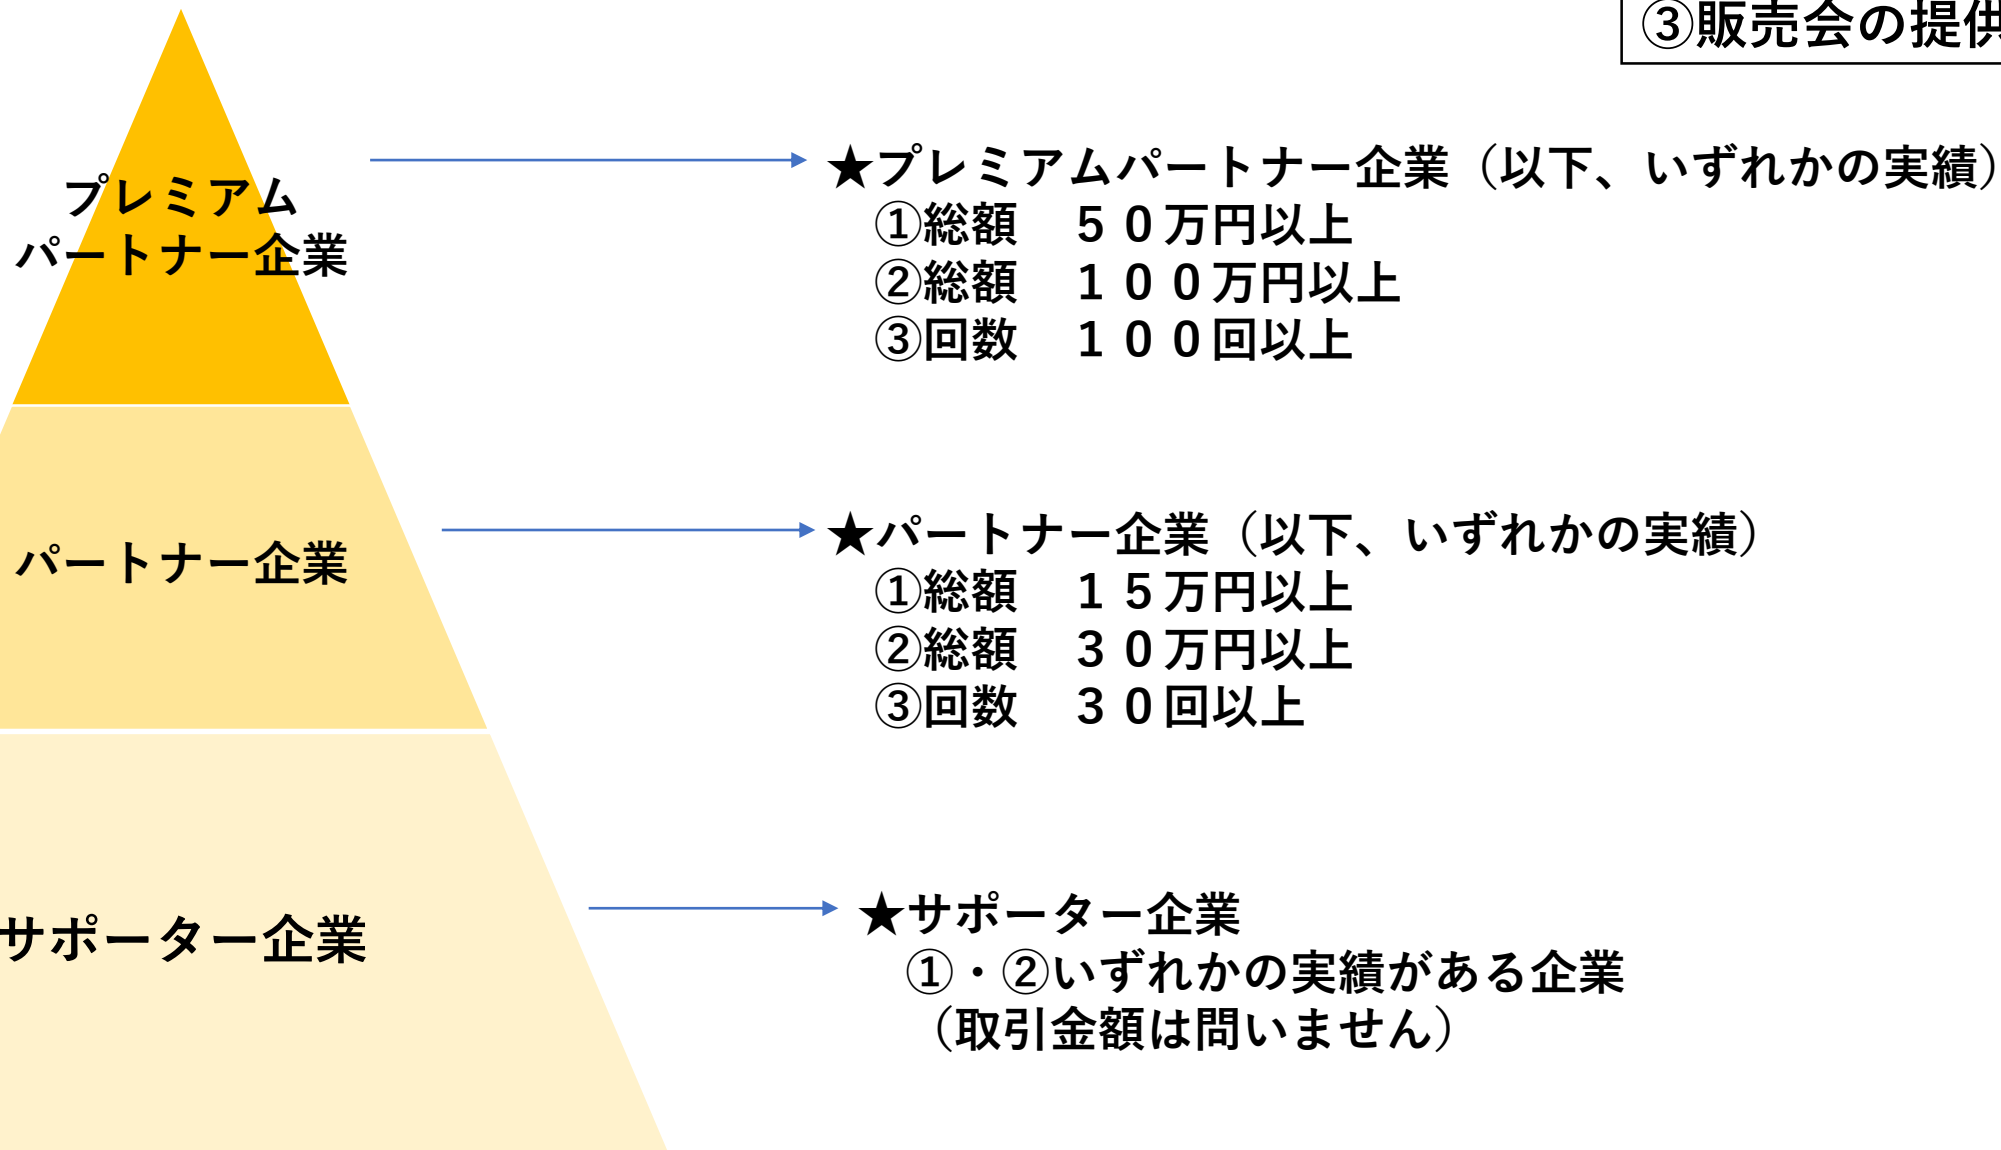 ③販売会の提供
プレミアム
パートナー企業
★プレミアムパートナー企業（以下、いずれかの実績）
①総額　５０万円以上
②総額　１００万円以上
③回数　１００回以上
パートナー企業
★パートナー企業（以下、いずれかの実績）
①総額　１５万円以上
②総額　３０万円以上
③回数　３０回以上
サポーター企業
★サポーター企業
①・②いずれかの実績がある企業
（取引金額は問いません）